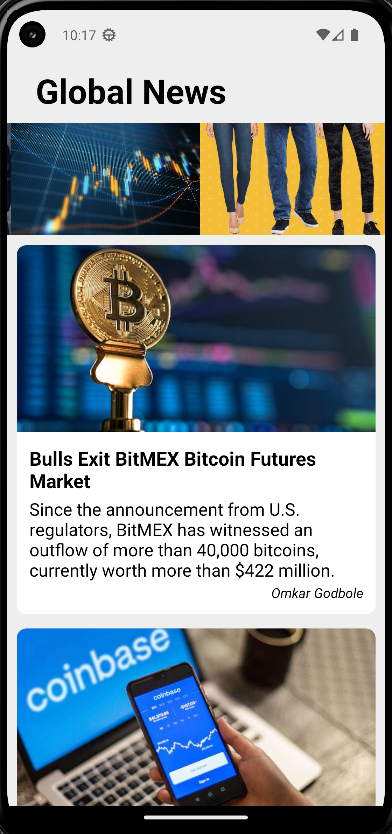 10:17
Global News
Bulls Exit BitMEX Bitcoin Futures
Market
Since the announcement from U.S.
regulators, BitMEX has witnessed an
outflow of more than 40,000 bitcoins,
currently worth more than $422 million.
Omkar Godbole
coinbase
coinbase